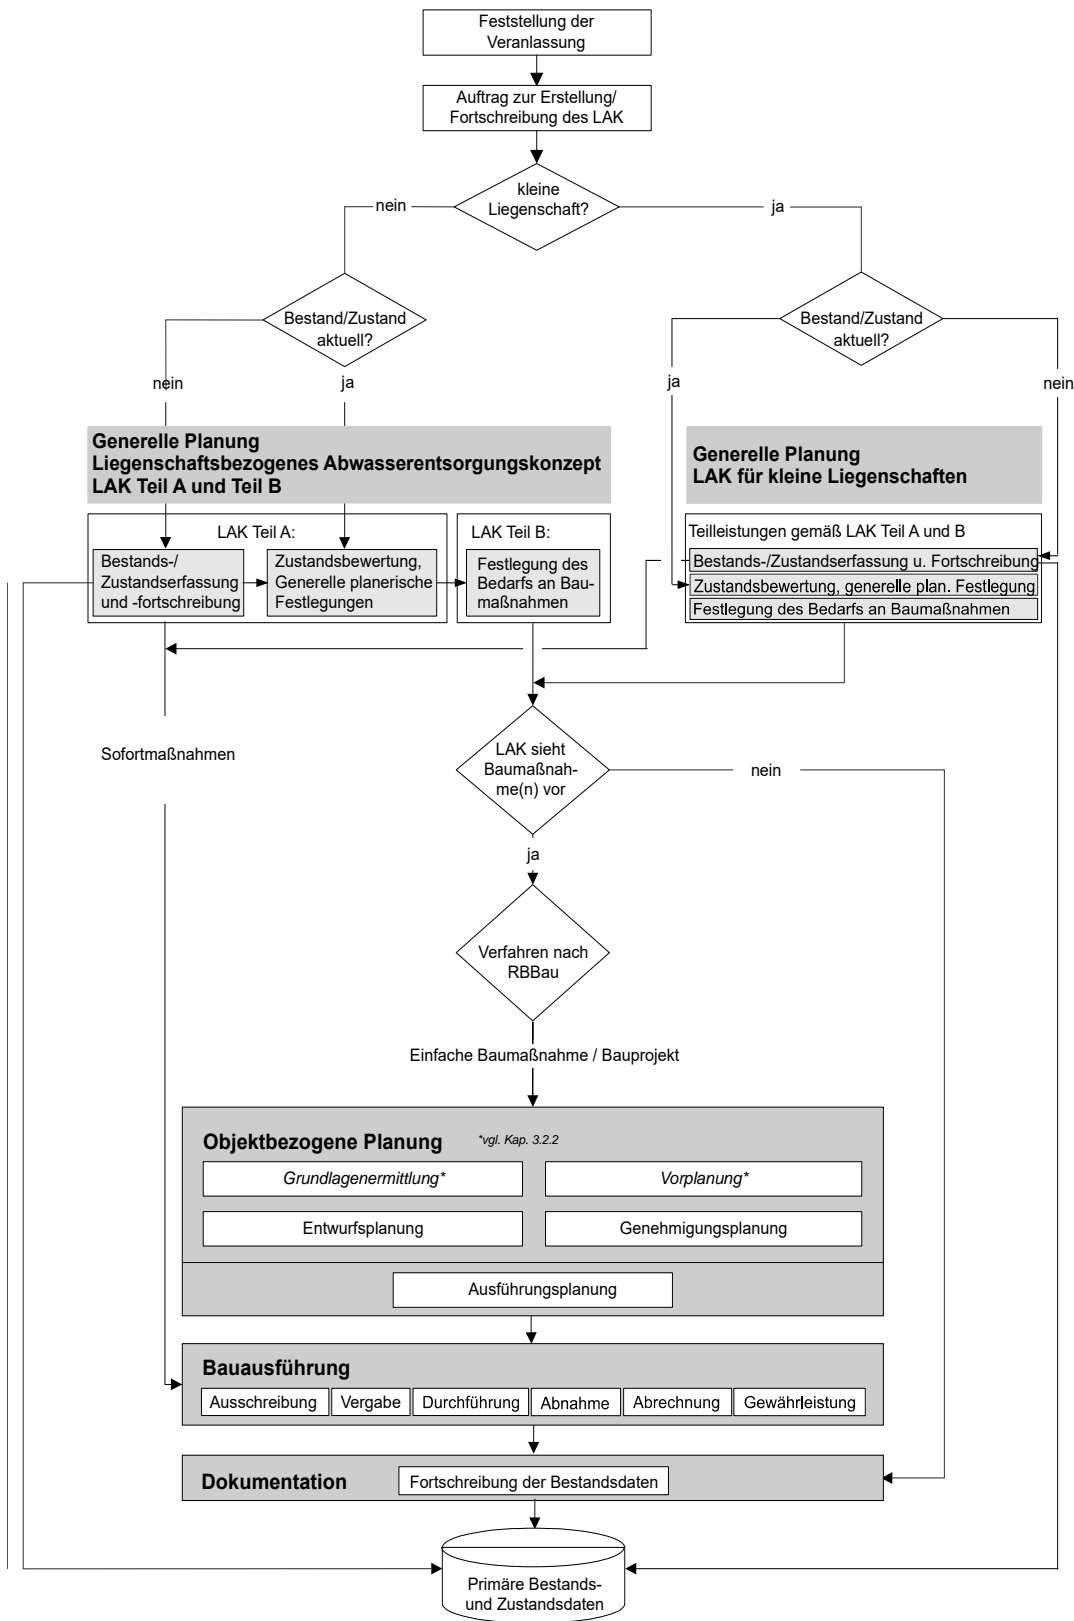 Feststellung der
Veranlassung
Auftrag zur Erstellung/
Fortschreibung des LAK
kleine
Liegenschaft?
nein
ja
Bestand/Zustand
aktuell?
Bestand/Zustand
aktuell?
nein
ja
ja
nein
Generelle Planung
Liegenschaftsbezogenes Abwasserentsorgungskonzept
LAK Teil A und Teil B
Generelle Planung
LAK für kleine Liegenschaften
LAK Teil A:
Bestands-/
Zustandserfassung
und -fortschreibung
Zustandsbewertung,
Generelle planerische
Festlegungen
LAK Teil B:
Festlegung des
Bedarfs an Bau-
maßnahmen
Teilleistungen gemäß LAK Teil A und B
Bestands-/Zustandserfassung u. Fortschreibung
Zustandsbewertung, generelle plan. Festlegung
Festlegung des Bedarfs an Baumaßnahmen
Sofortmaßnahmen
LAK sieht
Baumaßnah-
me(n) vor
nein
ja
Verfahren nach
RBBau
Einfache Baumaßnahme / Bauprojekt
Objektbezogene Planung *vgl. Kap. 3.2.2
Grundlagenermittlung* Vorplanung*
Entwurfsplanung Genehmigungsplanung
Ausführungsplanung
Bauausführung
Ausschreibung Vergabe Durchführung Abnahme Abrechnung Gewährleistung
Dokumentation Fortschreibung der Bestandsdaten
Primäre Bestands-
und Zustandsdaten